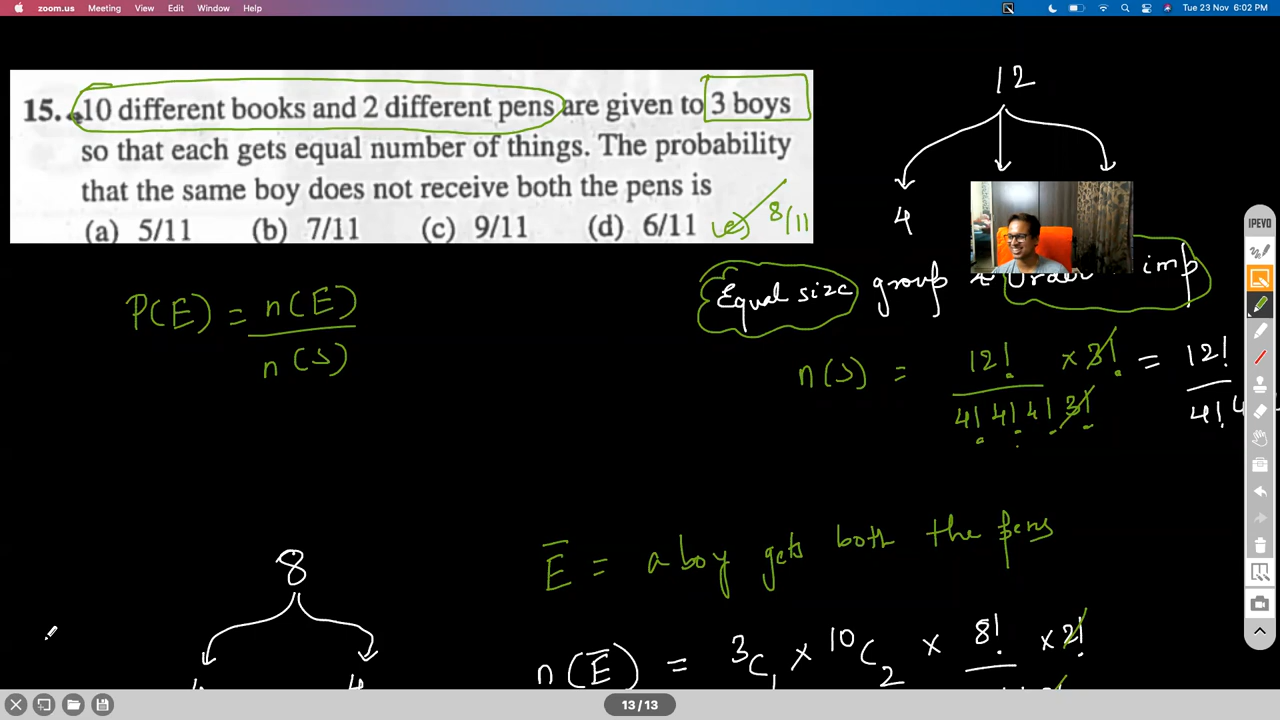 zoom.us Meeting View Edit Window Help Tue 23 Nov 6:02 PM
15. 10 different books and 2 different pens are given to 3 boys
so that each gets equal number of things. The probability
that the same boy does not receive both the pens is
(a) 5/11 (b) 7/11 (c) 9/11 (d) 6/11 (e) 8/11
12
4
Equal size group & Order imp
P(E) = n(E) / n(S)
n(S) = 12! / 4! 4! 4! 3! × 3! = 12! / 4! 4
IPEVO
E̅ = a boy gets both the pens
8
n(E̅) = ³C₁ × ¹⁰C₂ × 8! × 2!
13/13